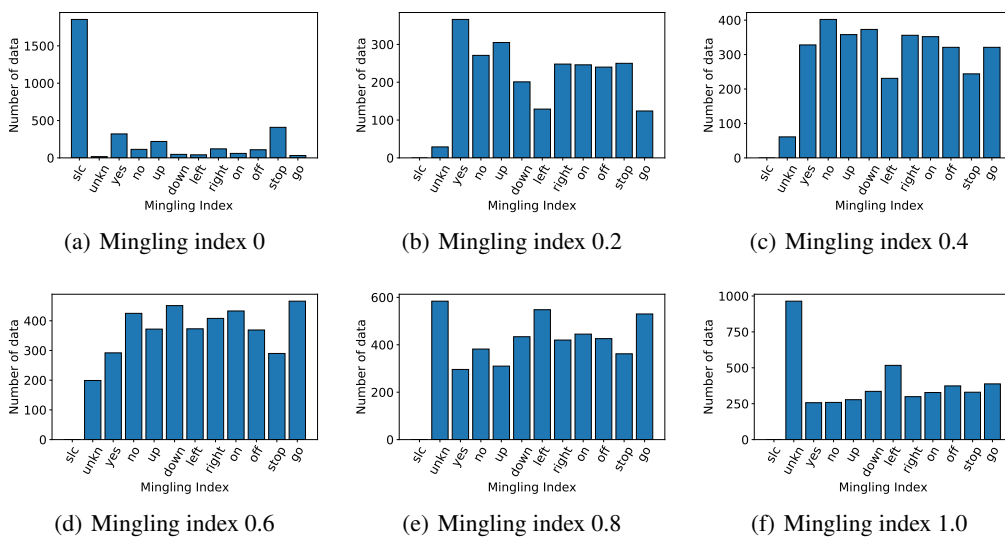 Number of data
1500
1000
500
0
slc unkn yes no up down left right on off stop go
Mingling Index
(a) Mingling index 0
Number of data
300
200
100
0
slc unkn yes no up down left right on off stop go
Mingling Index
(b) Mingling index 0.2
Number of data
400
300
200
100
0
slc unkn yes no up down left right on off stop go
Mingling Index
(c) Mingling index 0.4
Number of data
400
300
200
100
0
slc unkn yes no up down left right on off stop go
Mingling Index
(d) Mingling index 0.6
Number of data
600
400
200
0
slc unkn yes no up down left right on off stop go
Mingling Index
(e) Mingling index 0.8
Number of data
1000
750
500
250
0
slc unkn yes no up down left right on off stop go
Mingling Index
(f) Mingling index 1.0